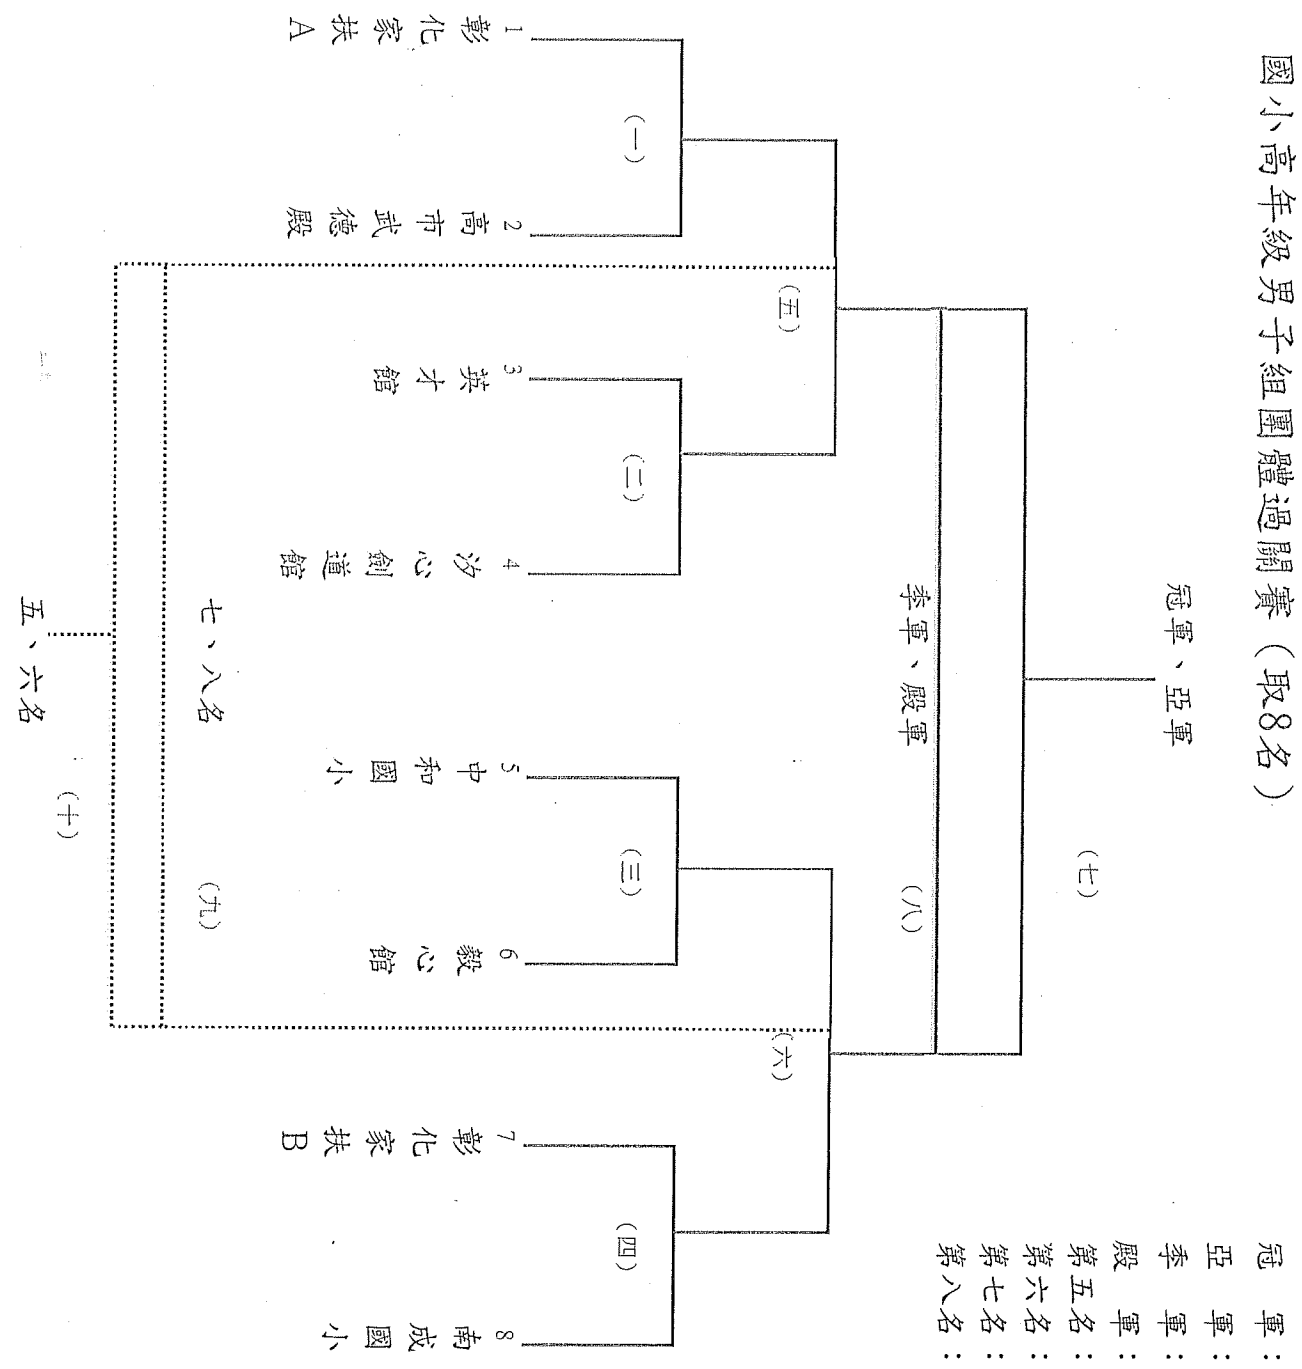 國小高年級男子組團體過關賽（取8名）
冠軍、亞軍
（七）
季軍、殿軍
（八）
（五）
（六）
（一）
（二）
（三）
（四）
1 彰化家扶A
2 高市武德殿
3 英才館
4 汐心劍道館
5 中和國小
6 毅心館
7 彰化家扶B
8 南成國小
七、八名
（九）
五、六名
（十）
冠軍：
亞軍：
季軍：
殿軍：
第五名：
第六名：
第七名：
第八名：